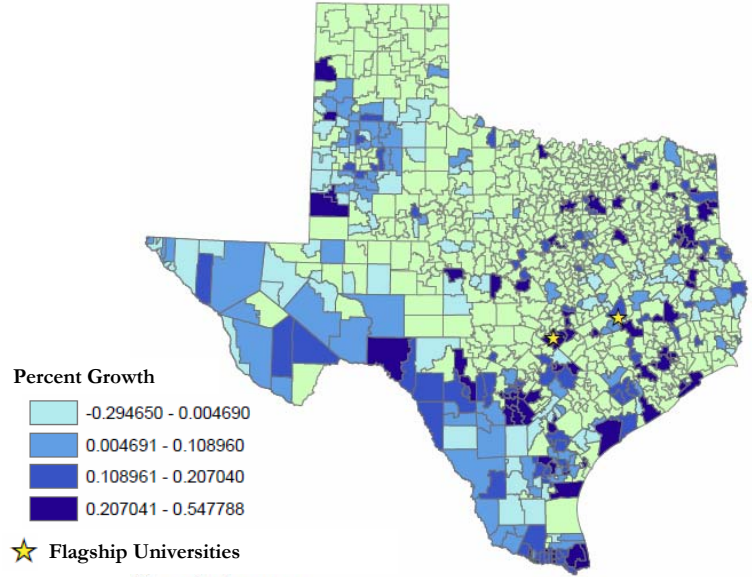 Percent Growth
-0.294650 - 0.004690
0.004691 - 0.108960
0.108961 - 0.207040
0.207041 - 0.547788
Flagship Universities